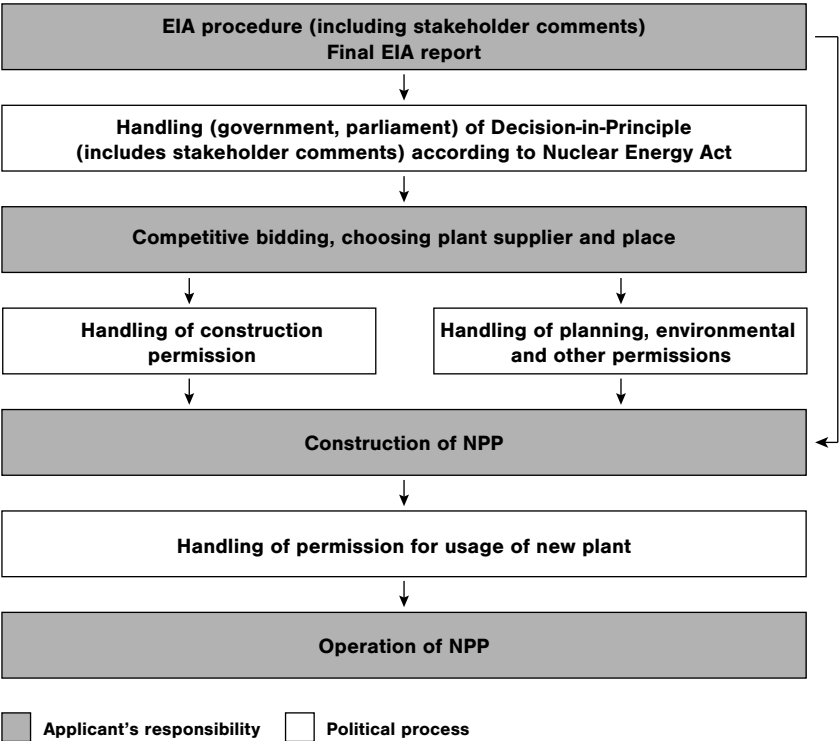 EIA procedure (including stakeholder comments)
Final EIA report
Handling (government, parliament) of Decision-in-Principle
(includes stakeholder comments) according to Nuclear Energy Act
Competitive bidding, choosing plant supplier and place
Handling of construction
permission
Handling of planning, environmental
and other permissions
Construction of NPP
Handling of permission for usage of new plant
Operation of NPP
Applicant's responsibility
Political process